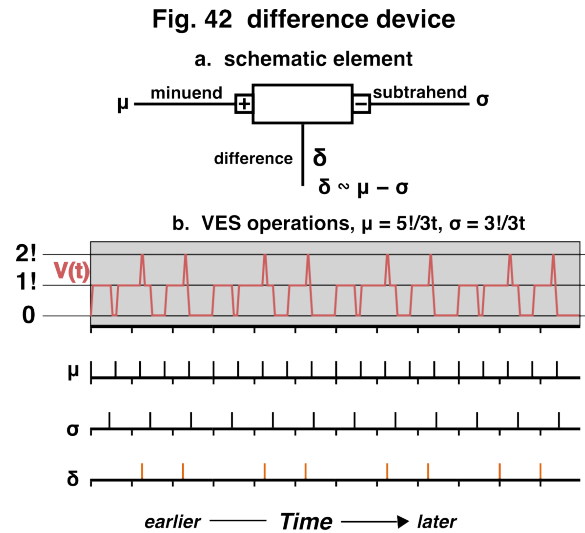 Fig. 42 difference device
a. schematic element
μ minuend + − subtrahend σ
difference δ
δ ∾ μ − σ
b. VES operations, μ = 5!/3t, σ = 3!/3t
2!
V(t)
1!
0
μ
σ
δ
earlier Time later